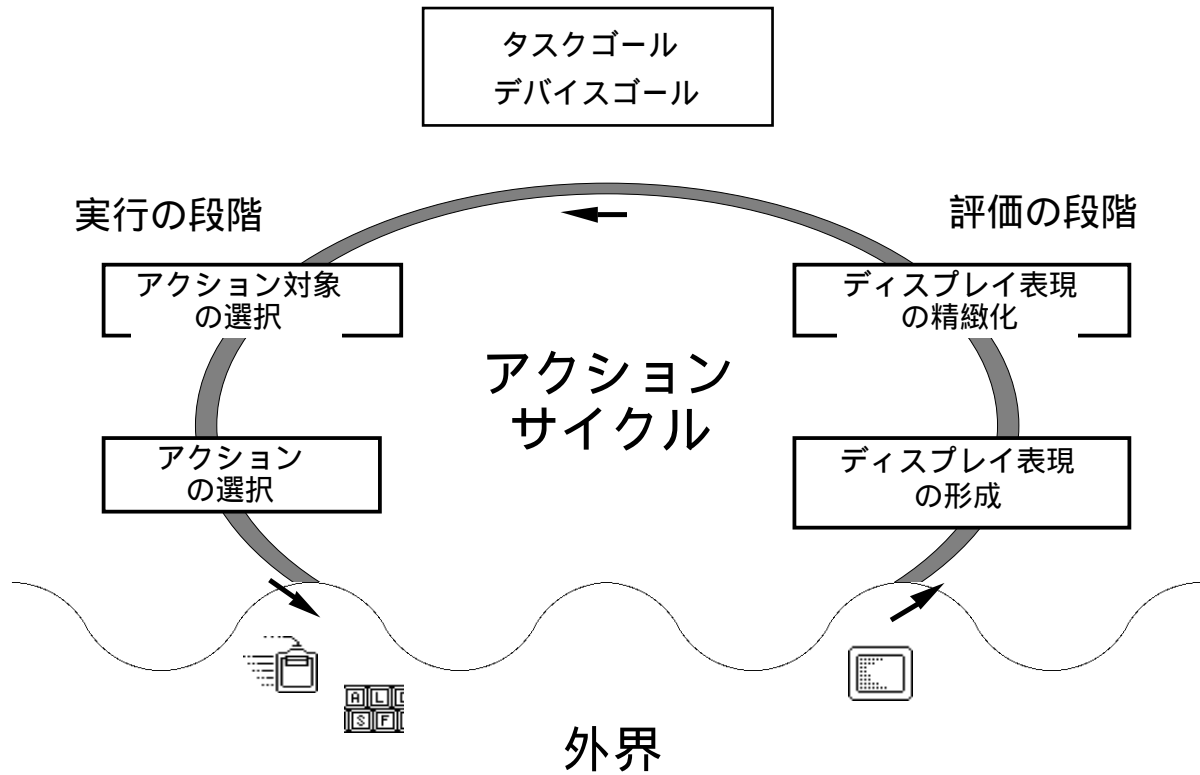 タスクゴール
デバイスゴール
実行の段階
評価の段階
アクション対象
の選択
ディスプレイ表現
の精緻化
アクション
サイクル
アクション
の選択
ディスプレイ表現
の形成
A L
S F
外界